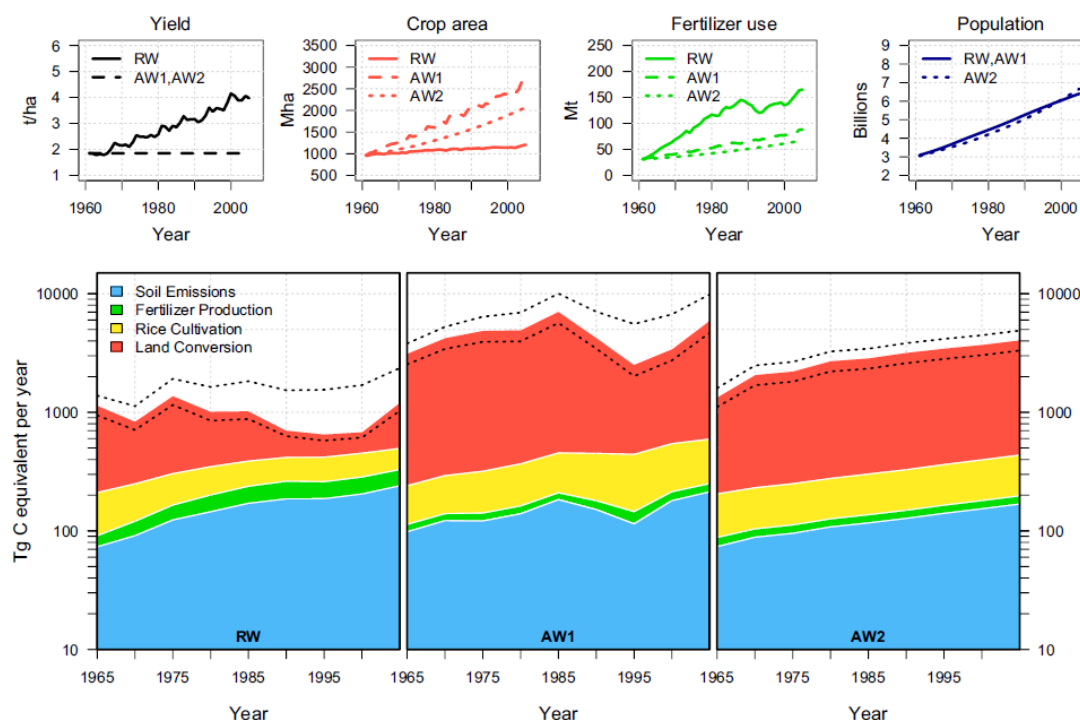 Yield
Crop area
Fertilizer use
Population
t/ha
6
5
4
3
2
1
RW
AW1,AW2
1960
1980
2000
Year
Mha
3500
3000
2500
2000
1500
1000
500
RW
AW1
AW2
1960
1980
2000
Year
Mt
250
200
150
100
50
0
RW
AW1
AW2
1960
1980
2000
Year
Billions
9
8
7
6
5
4
3
2
RW,AW1
AW2
1960
1980
2000
Year
Tg C equivalent per year
10000
1000
100
10
Soil Emissions
Fertilizer Production
Rice Cultivation
Land Conversion
RW
AW1
AW2
10000
1000
100
10
1965
1975
1985
1995
1965
1975
1985
1995
1965
1975
1985
1995
Year
Year
Year